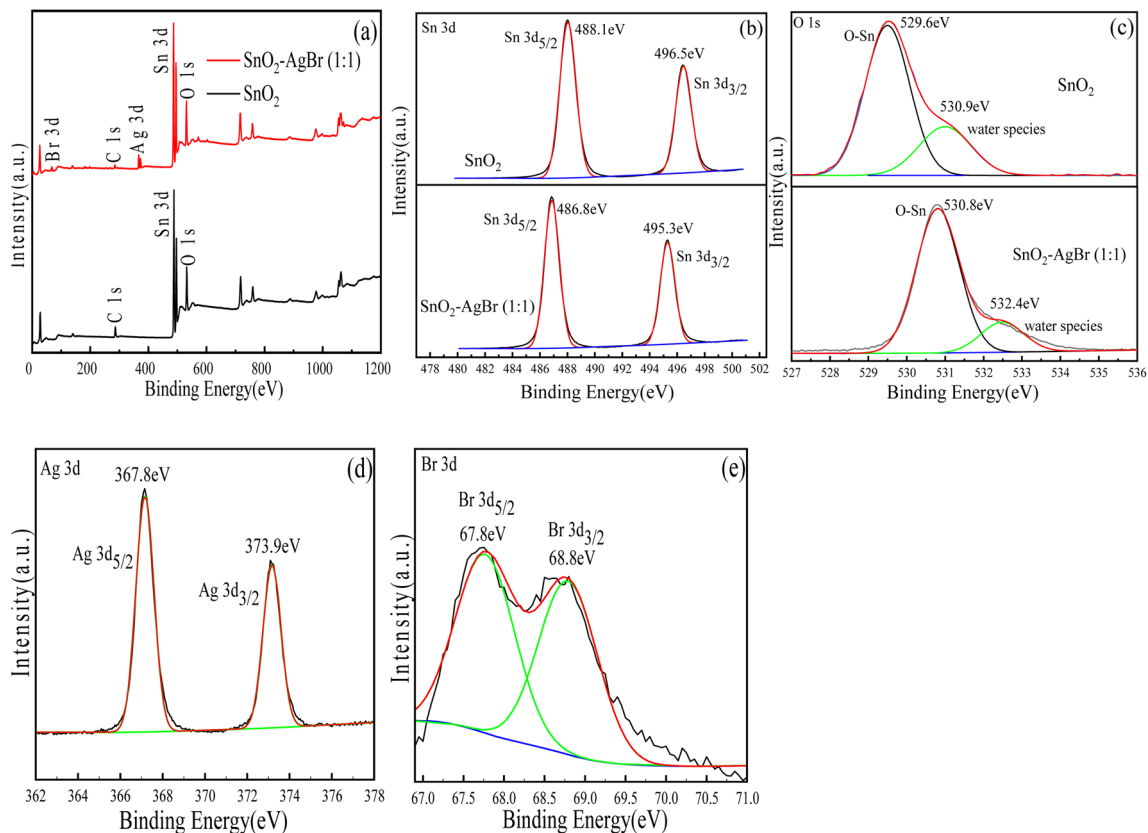 (a)
SnO2-AgBr (1:1)
SnO2
Br 3d
C 1s
Ag 3d
Sn 3d
O 1s
C 1s
Sn 3d
O 1s
Intensity(a.u.)
0 200 400 600 800 1000 1200
Binding Energy(eV)
Sn 3d
(b)
Sn 3d5/2
488.1eV
496.5eV
Sn 3d3/2
SnO2
Sn 3d5/2
486.8eV
495.3eV
Sn 3d3/2
SnO2-AgBr (1:1)
Intensity(a.u.)
478 480 482 484 486 488 490 492 494 496 498 500 502
Binding Energy(eV)
O 1s
(c)
529.6eV
O-Sn
SnO2
530.9eV
water species
O-Sn
530.8eV
SnO2-AgBr (1:1)
532.4eV
water species
Intensity(a.u.)
527 528 529 530 531 532 533 534 535 536
Binding Energy(eV)
Ag 3d
(d)
367.8eV
Ag 3d5/2
373.9eV
Ag 3d3/2
Intensity(a.u.)
362 364 366 368 370 372 374 376 378
Binding Energy(eV)
Br 3d
(e)
Br 3d5/2
67.8eV
Br 3d3/2
68.8eV
Intensity(a.u.)
67.0 67.5 68.0 68.5 69.0 69.5 70.0 70.5 71.0
Binding Energy(eV)